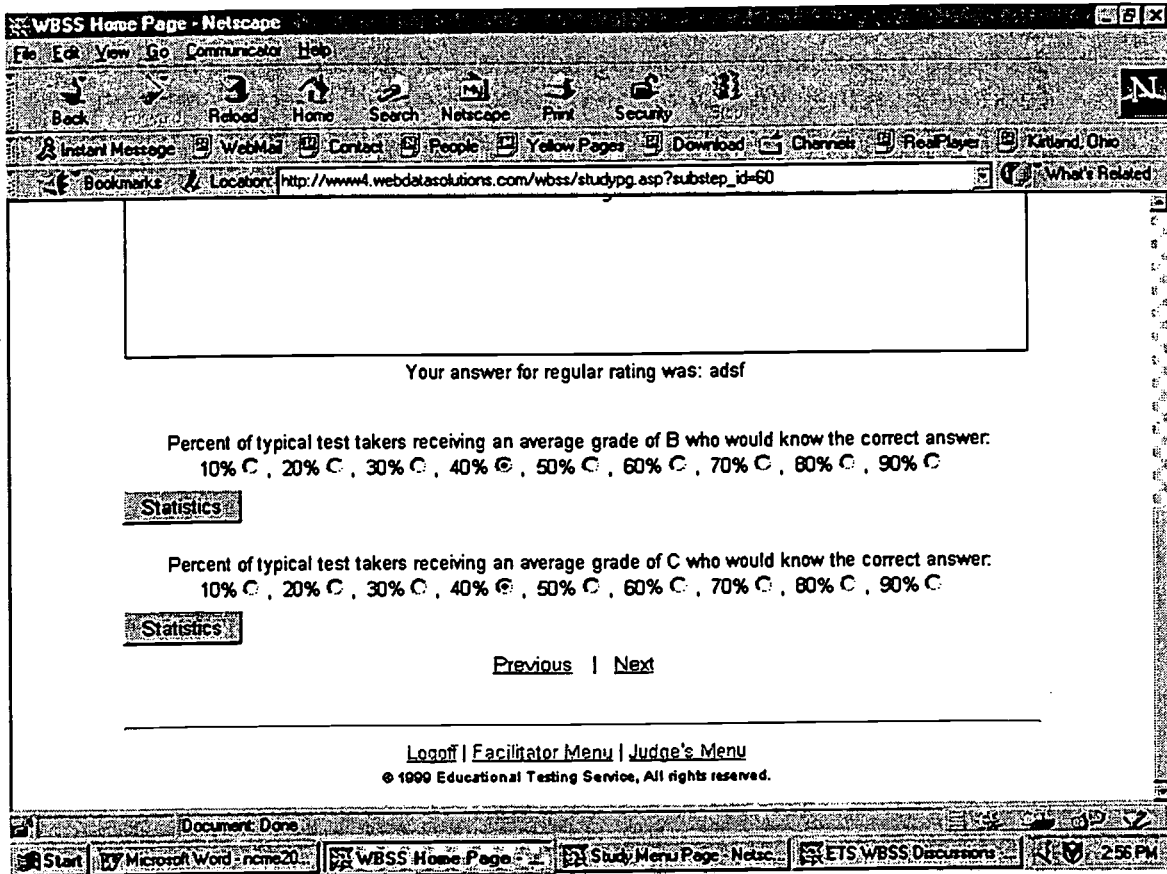 WBSS Home Page - Netscape
File Edit View Go Communicator Help
Back Forward Reload Home Search Netscape Print Security Stop
Instant Message WebMail Contact People Yellow Pages Download Channels RealPlayer Kirtland, Ohio
Bookmarks Location: http://www4.webdatasolutions.com/wbss/studypg.asp?substep_id=60 What's Related
Your answer for regular rating was: adsf
Percent of typical test takers receiving an average grade of B who would know the correct answer:
10% , 20% , 30% , 40% , 50% , 60% , 70% , 80% , 90%
Statistics
Percent of typical test takers receiving an average grade of C who would know the correct answer:
10% , 20% , 30% , 40% , 50% , 60% , 70% , 80% , 90%
Statistics
Previous | Next
Logoff | Facilitator Menu | Judge's Menu
© 1999 Educational Testing Service, All rights reserved.
Document: Done
Start Microsoft Word - ncme20... WBSS Home Page - ... Study Menu Page - Netsc... ETS WBSS Discussions ... 2:56 PM